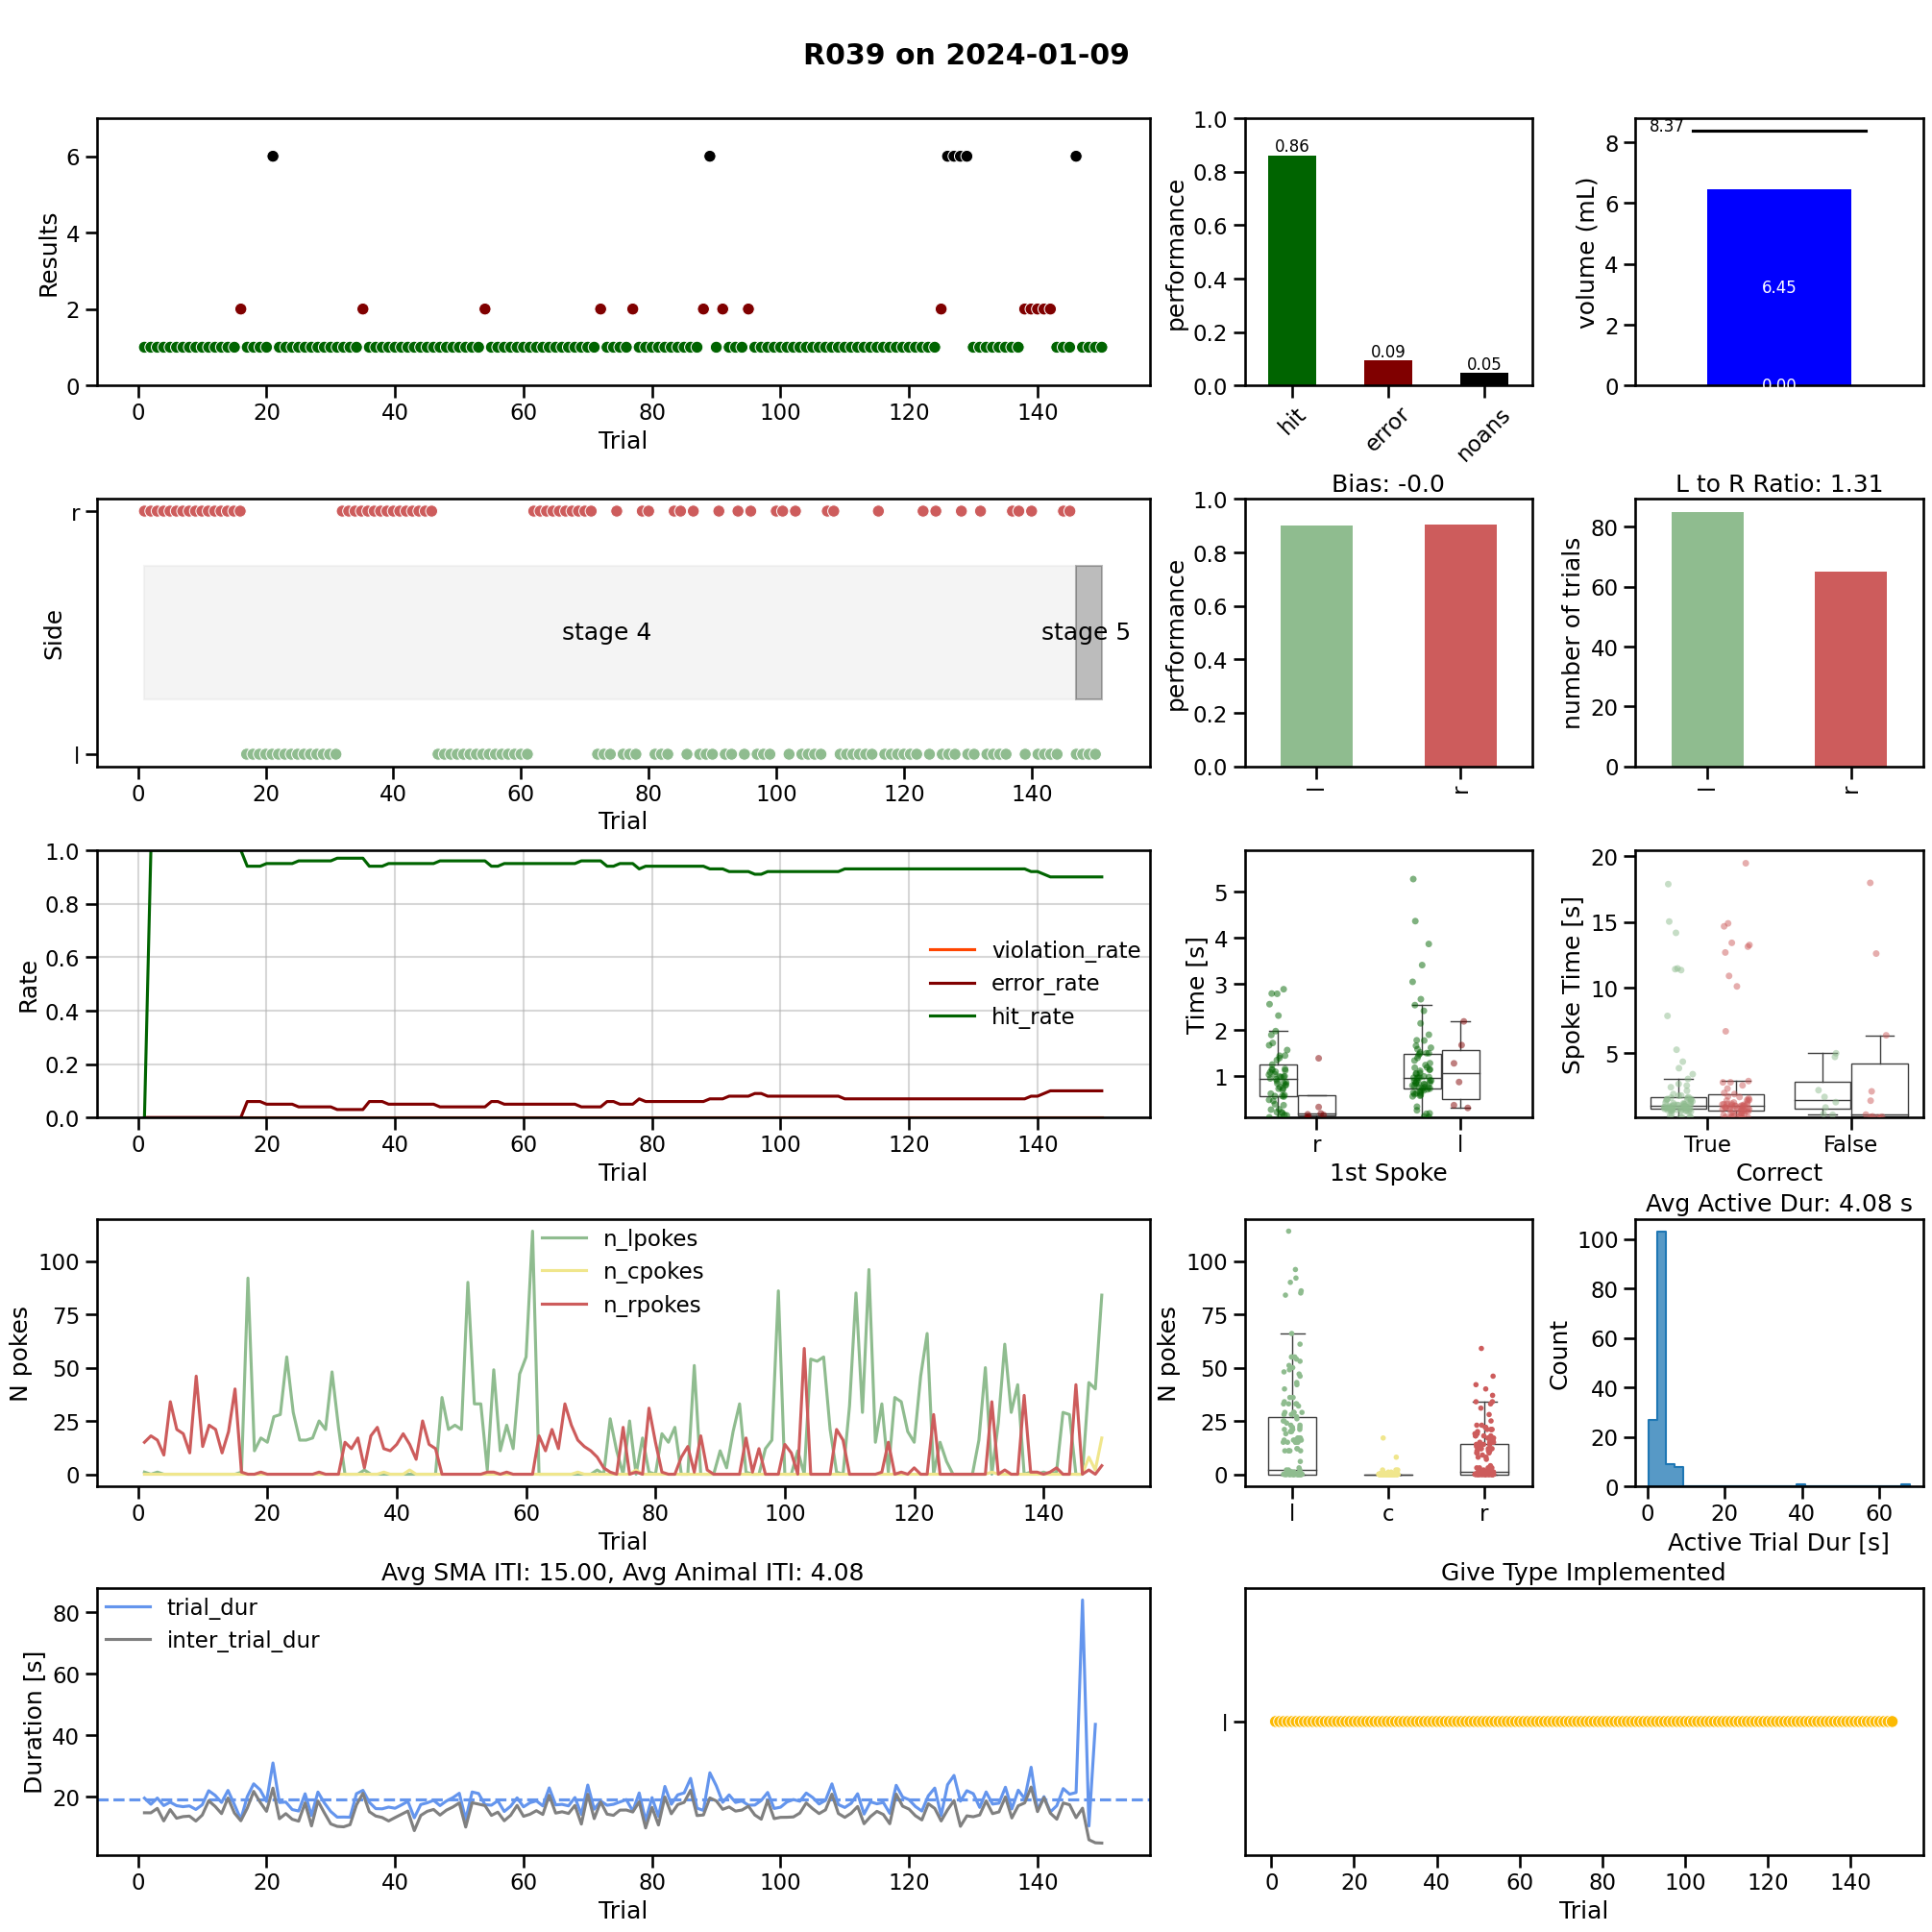 R039 on 2024-01-09
Results
6
4
2
0
0 20 40 60 80 100 120 140
Trial
performance
1.0
0.8
0.6
0.4
0.2
0.0
0.86
0.09
0.05
hit error noans
volume (mL)
8
6
4
2
0
8.37
6.45
0.00
Side
r
l
stage 4
stage 5
0 20 40 60 80 100 120 140
Trial
Bias: -0.0
performance
1.0
0.8
0.6
0.4
0.2
0.0
l r
L to R Ratio: 1.31
number of trials
80
60
40
20
0
l r
Rate
1.0
0.8
0.6
0.4
0.2
0.0
violation_rate
error_rate
hit_rate
0 20 40 60 80 100 120 140
Trial
Time [s]
5
4
3
2
1
r l
1st Spoke
Spoke Time [s]
20
15
10
5
True False
Correct
N pokes
100
75
50
25
0
n_lpokes
n_cpokes
n_rpokes
0 20 40 60 80 100 120 140
Trial
N pokes
100
75
50
25
0
l c r
Avg Active Dur: 4.08 s
Count
100
80
60
40
20
0
0 20 40 60
Active Trial Dur [s]
Avg SMA ITI: 15.00, Avg Animal ITI: 4.08
Duration [s]
80
60
40
20
trial_dur
inter_trial_dur
0 20 40 60 80 100 120 140
Trial
Give Type Implemented
l
0 20 40 60 80 100 120 140
Trial